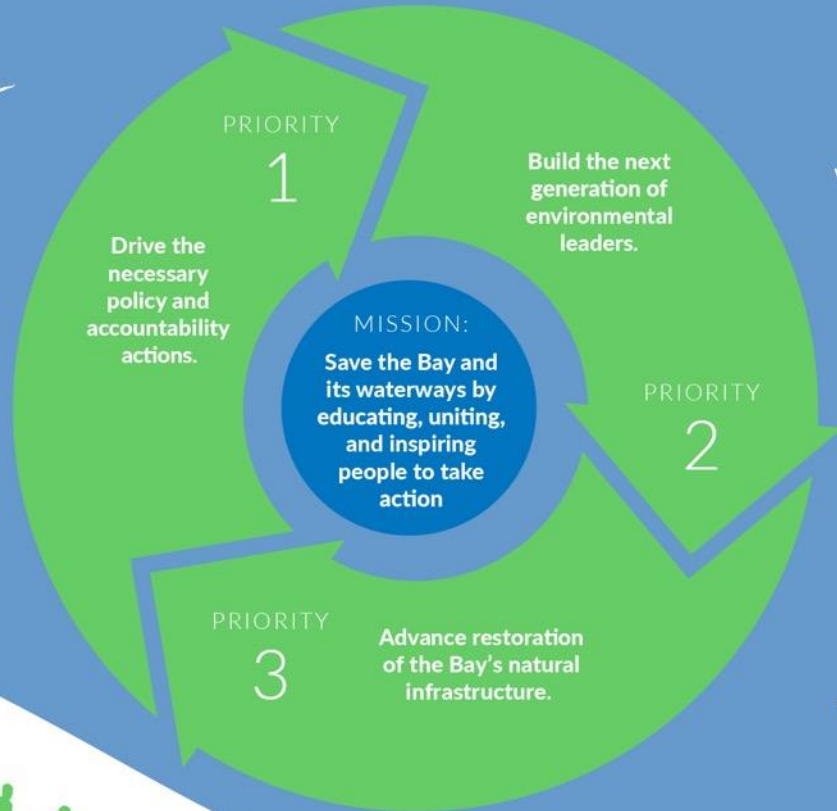 PRIORITY
1
Drive the
necessary
policy and
accountability
actions.
Build the next
generation of
environmental
leaders.
PRIORITY
2
MISSION:
Save the Bay and
its waterways by
educating, uniting,
and inspiring
people to take
action
PRIORITY
3
Advance restoration
of the Bay’s natural
infrastructure.